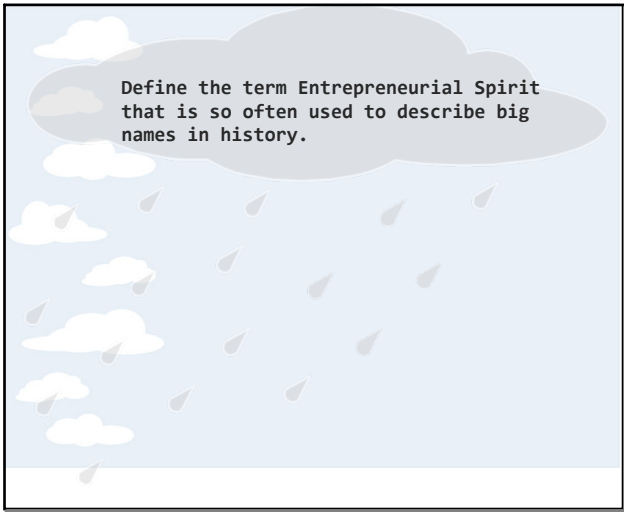 Define the term Entrepreneurial Spirit
that is so often used to describe big
names in history.